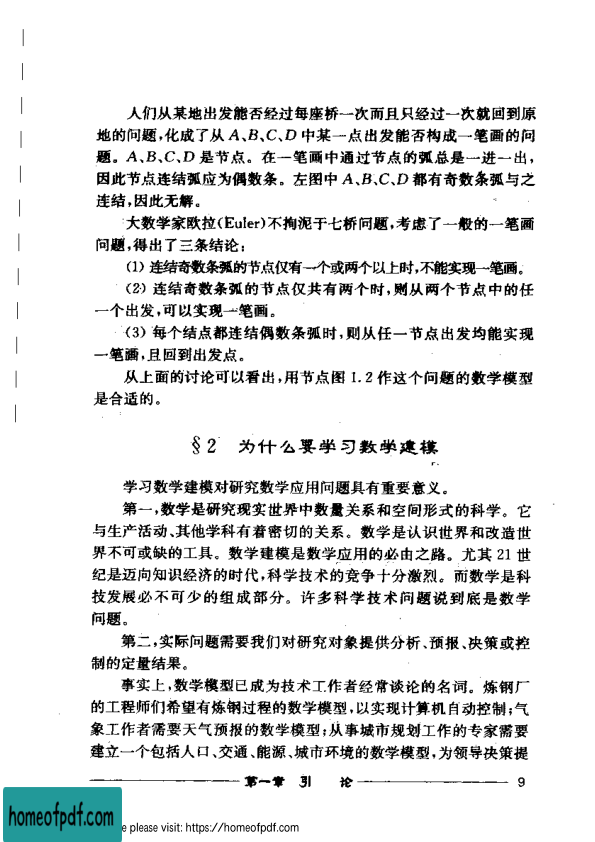 人们从某地出发能否经过每座桥一次而且只经过一次就回到原
地的问题,化成了从 A、B、C、D 中某一点出发能否构成一笔画的问
题。A、B、C、D 是节点。在一笔画中通过节点的弧总是一进一出,
因此节点连结弧应为偶数条。左图中 A、B、C、D 都有奇数条弧与之
连结,因此无解。
大数学家欧拉(Euler)不拘泥于七桥问题,考虑了一般的一笔画
问题,得出了三条结论:
(1) 连结奇数条弧的节点仅有一个或两个以上时,不能实现一笔画。
(2) 连结奇数条弧的节点仅共有两个时,则从两个节点中的任
一个出发,可以实现一笔画。
(3) 每个结点都连结偶数条弧时,则从任一节点出发均能实现
一笔画,且回到出发点。
从上面的讨论可以看出,用节点图 1.2 作这个问题的数学模型
是合适的。
§2 为什么要学习数学建模
学习数学建模对研究数学应用问题具有重要意义。
第一,数学是研究现实世界中数量关系和空间形式的科学。它
与生产活动、其他学科有着密切的关系。数学是认识世界和改造世
界不可或缺的工具。数学建模是数学应用的必由之路。尤其 21 世
纪是迈向知识经济的时代,科学技术的竞争十分激烈。而数学是科
技发展必不可少的组成部分。许多科学技术问题说到底是数学
问题。
第二,实际问题需要我们对研究对象提供分析、预报、决策或控
制的定量结果。
事实上,数学模型已成为技术工作者经常谈论的名词。炼钢厂
的工程师们希望有炼钢过程的数学模型,以实现计算机自动控制;气
象工作者需要天气预报的数学模型;从事城市规划工作的专家需要
建立一个包括人口、交通、能源、城市环境的数学模型,为领导决策提
第一章 引 论 9
homeofpdf.com
e please visit: https://homeofpdf.com